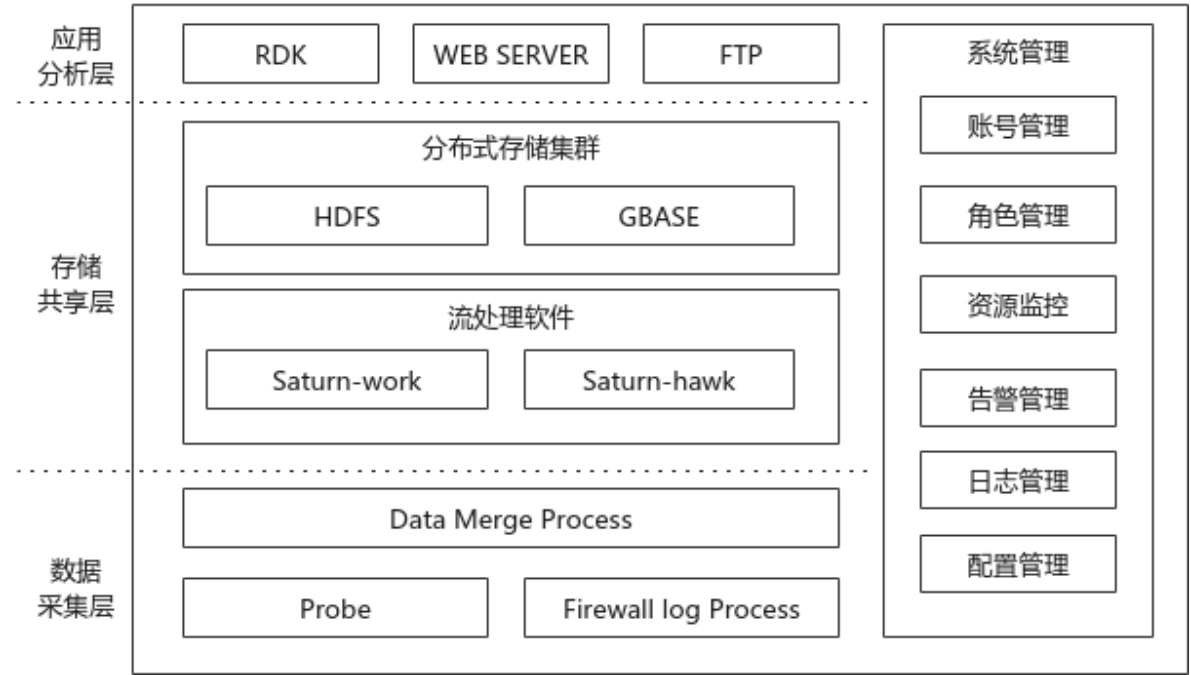 应用
分析层
RDK
WEB SERVER
FTP
存储
共享层
分布式存储集群
HDFS
GBASE
流处理软件
Saturn-work
Saturn-hawk
数据
采集层
Data Merge Process
Probe
Firewall log Process
系统管理
账号管理
角色管理
资源监控
告警管理
日志管理
配置管理